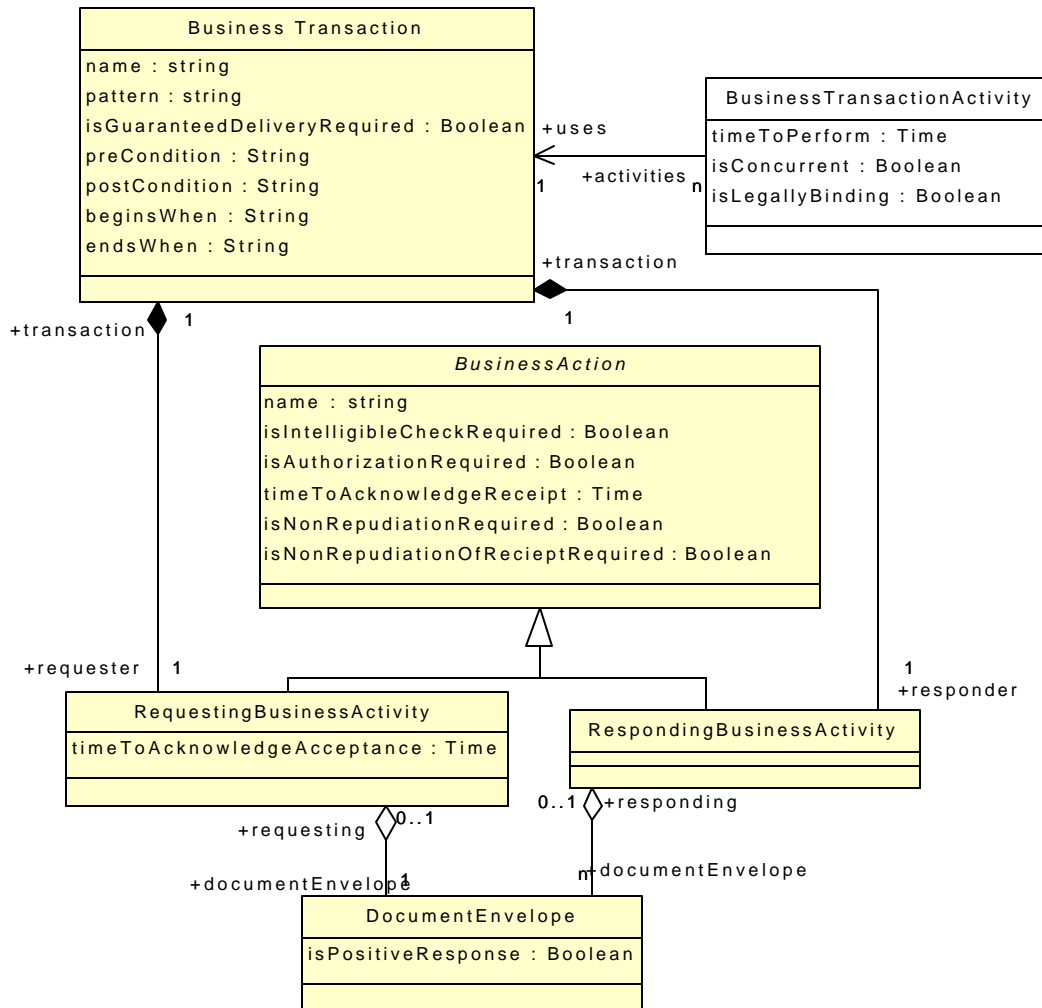 Business Transaction
name : string
pattern : string
isGuaranteedDeliveryRequired : Boolean
preCondition : String
postCondition : String
beginsWhen : String
endsWhen : String
BusinessTransactionActivity
timeToPerform : Time
isConcurrent : Boolean
isLegallyBinding : Boolean
+uses
1
+activities
n
+transaction
1
+transaction
1
BusinessAction
name : string
isIntelligibleCheckRequired : Boolean
isAuthorizationRequired : Boolean
timeToAcknowledgeReceipt : Time
isNonRepudiationRequired : Boolean
isNonRepudiationOfRecieptRequired : Boolean
+requester
1
1
+responder
RequestingBusinessActivity
timeToAcknowledgeAcceptance : Time
RespondingBusinessActivity
0..1
+requesting
0..1
+responding
+documentEnvelope
1
n
+documentEnvelope
DocumentEnvelope
isPositiveResponse : Boolean